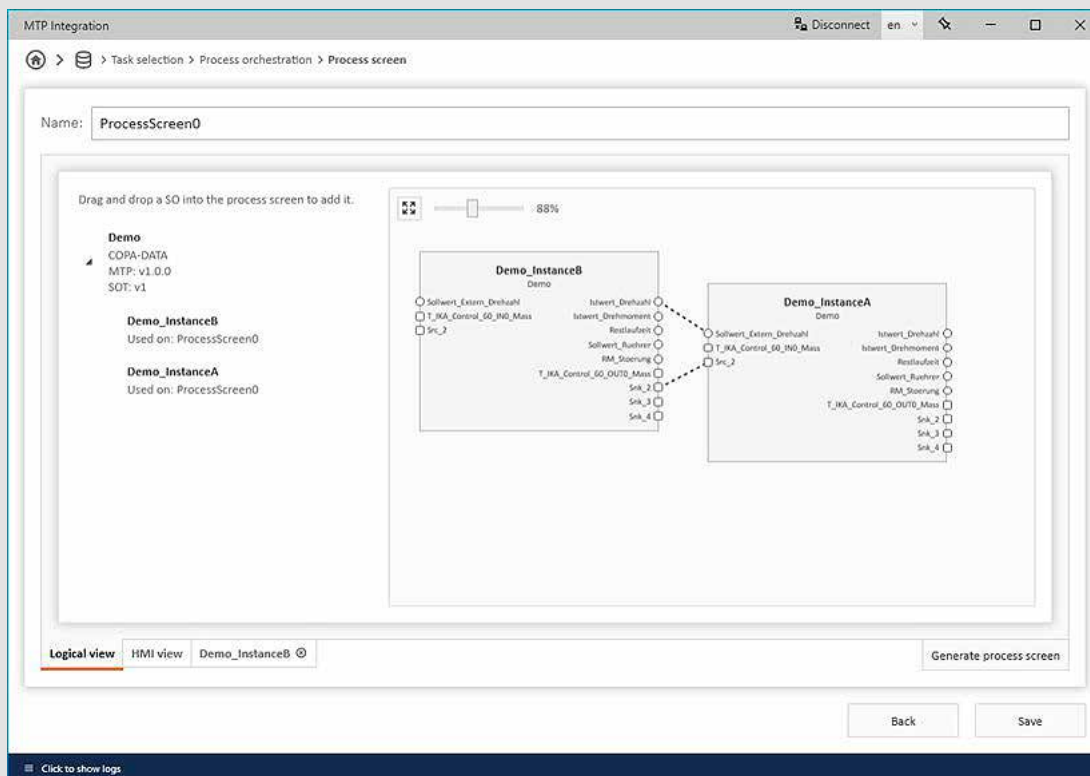 MTP Integration
Disconnect
en
Task selection > Process orchestration > Process screen
Name:
ProcessScreen0
Drag and drop a SO into the process screen to add it.
Demo
COPA-DATA
MTP: v1.0.0
SOT: v1
Demo_InstanceB
Used on: ProcessScreen0
Demo_InstanceA
Used on: ProcessScreen0
88%
Demo_InstanceB
Demo
Sollwert_Extern_Drehzahl
T_IKA_Control_60_IN0_Mass
Src_2
Istwert_Drehzahl
Istwert_Drehmoment
Restlaufzeit
Sollwert_Ruehrer
RM_Stoerung
T_IKA_Control_60_OUT0_Mass
Snk_2
Snk_3
Snk_4
Demo_InstanceA
Demo
Sollwert_Extern_Drehzahl
T_IKA_Control_60_IN0_Mass
Src_2
Istwert_Drehzahl
Istwert_Drehmoment
Restlaufzeit
Sollwert_Ruehrer
RM_Stoerung
T_IKA_Control_60_OUT0_Mass
Snk_2
Snk_3
Snk_4
Logical view
HMI view
Demo_InstanceB
Generate process screen
Back
Save
Click to show logs